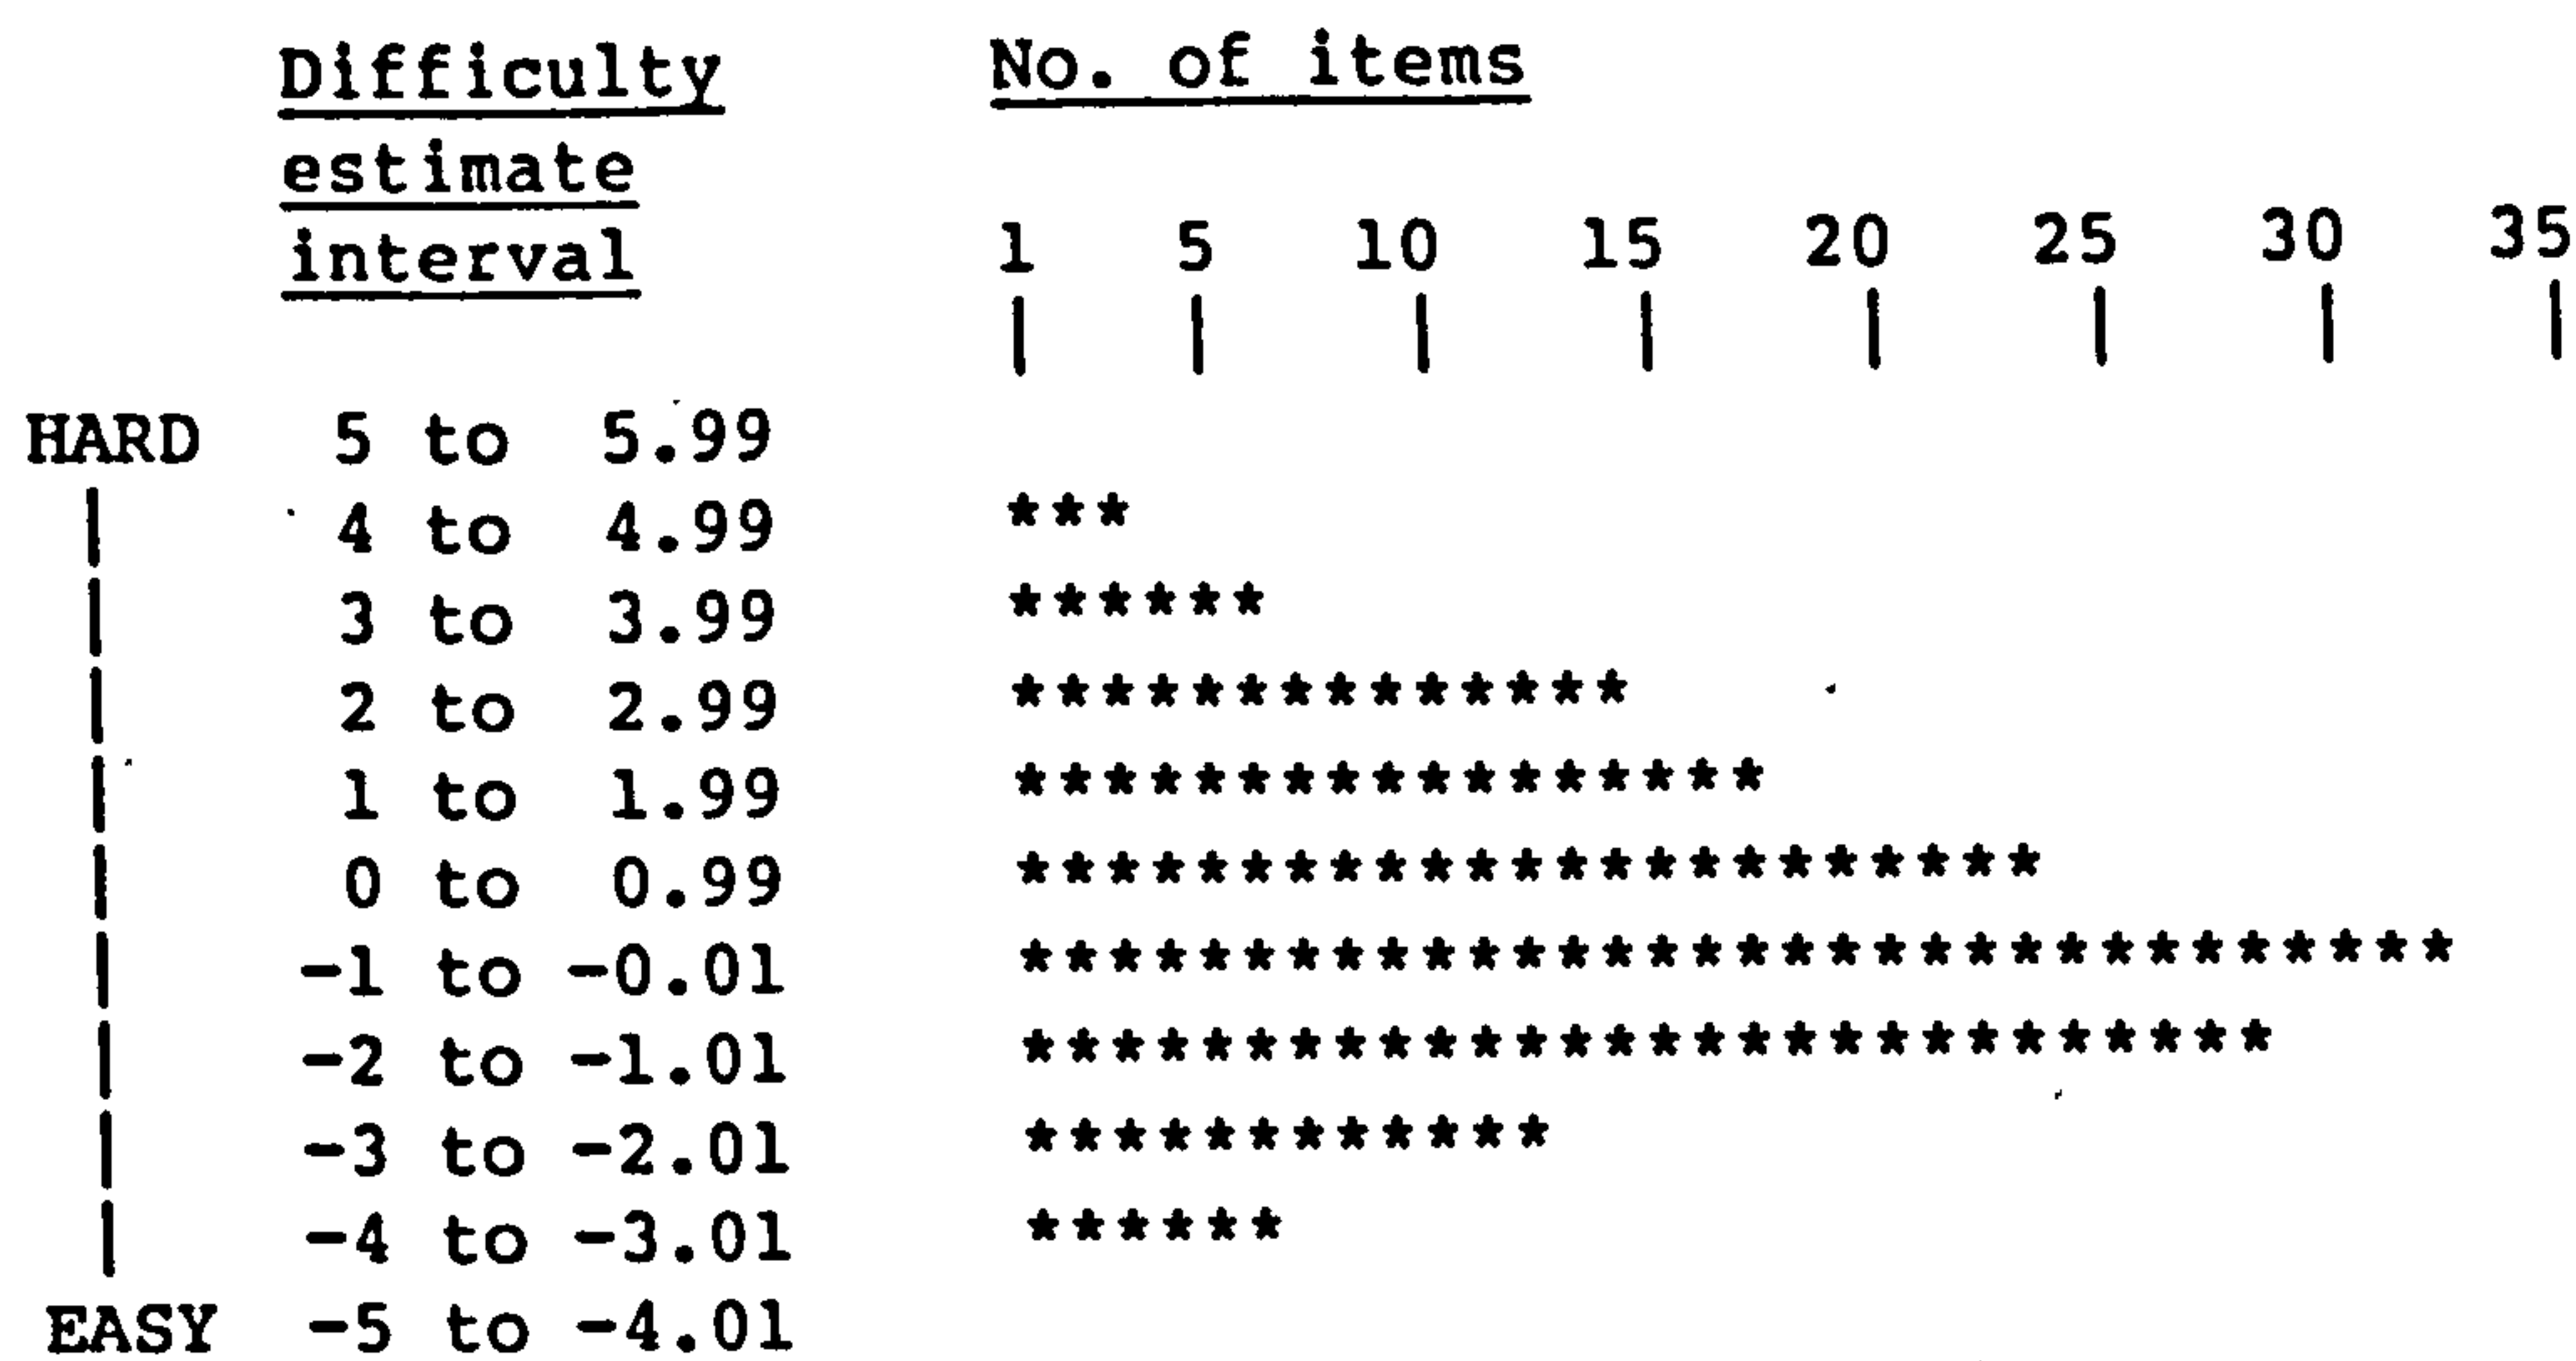 Difficulty No. of items
estimate
interval 1 5 10 15 20 25 30 35
| | | | | | | |
HARD 5 to 5.99
| 4 to 4.99 ***
| 3 to 3.99 ******
| 2 to 2.99 **************
| 1 to 1.99 *****************
| 0 to 0.99 ***********************
| -1 to -0.01 ********************************
| -2 to -1.01 ****************************
| -3 to -2.01 ************
| -4 to -3.01 ******
EASY -5 to -4.01